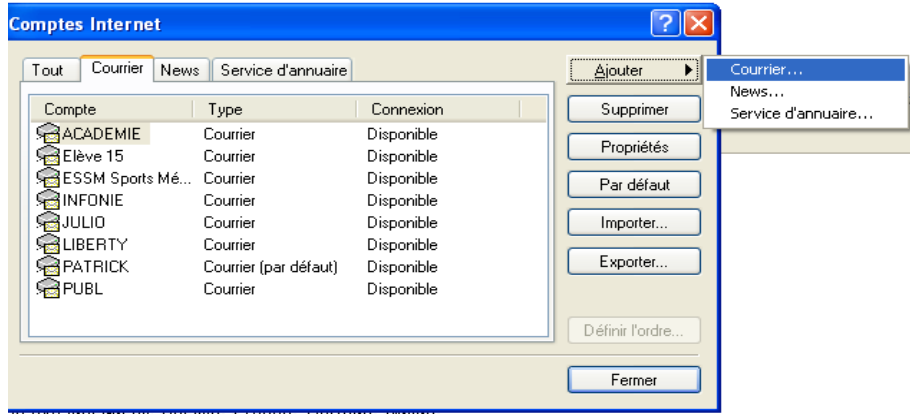 Comptes Internet
Tout Courrier News Service d'annuaire
Compte Type Connexion
ACADEMIE Courrier Disponible
Elève 15 Courrier Disponible
ESSM Sports Mé... Courrier Disponible
INFONIE Courrier Disponible
JULIO Courrier Disponible
LIBERTY Courrier Disponible
PATRICK Courrier (par défaut) Disponible
PUBL Courrier Disponible
Ajouter
Supprimer
Propriétés
Par défaut
Importer...
Exporter...
Définir l'ordre...
Fermer
Courrier...
News...
Service d'annuaire...